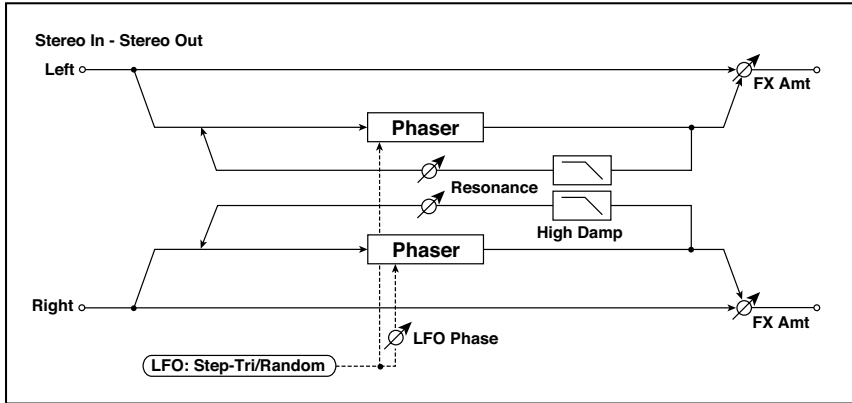 Stereo In - Stereo Out
Left
FX Amt
Phaser
Resonance
High Damp
Phaser
Right
FX Amt
LFO Phase
LFO: Step-Tri/Random